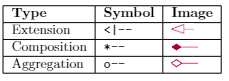 Type Symbol Image
Extension <|--
Composition *--
Aggregation o--